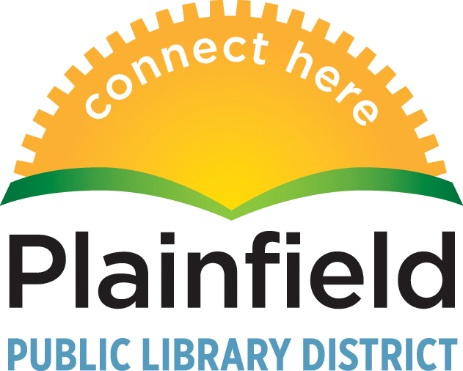 connect here
Plainfield
PUBLIC LIBRARY DISTRICT